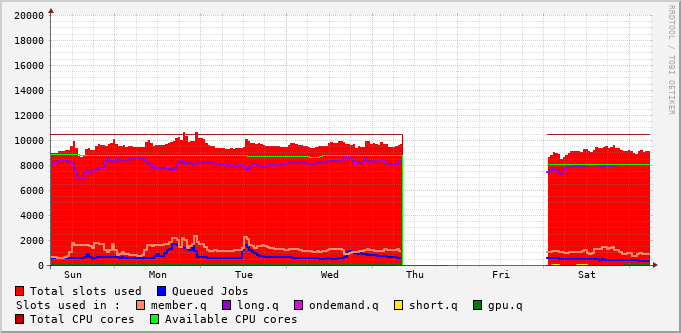 RRDTOOL / TOBI OETIKER
20000
18000
16000
14000
12000
10000
8000
6000
4000
2000
0
Sun Mon Tue Wed Thu Fri Sat
Total slots used Queued Jobs
Slots used in : member.q long.q ondemand.q short.q gpu.q
Total CPU cores Available CPU cores